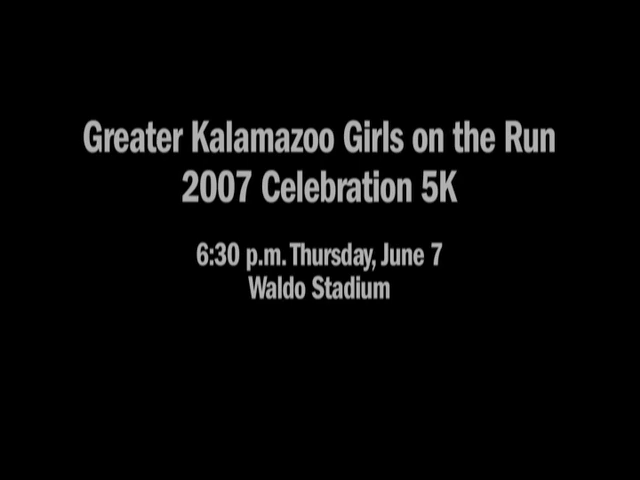 Greater Kalamazoo Girls on the Run
2007 Celebration 5K
6:30 p.m. Thursday, June 7
Waldo Stadium